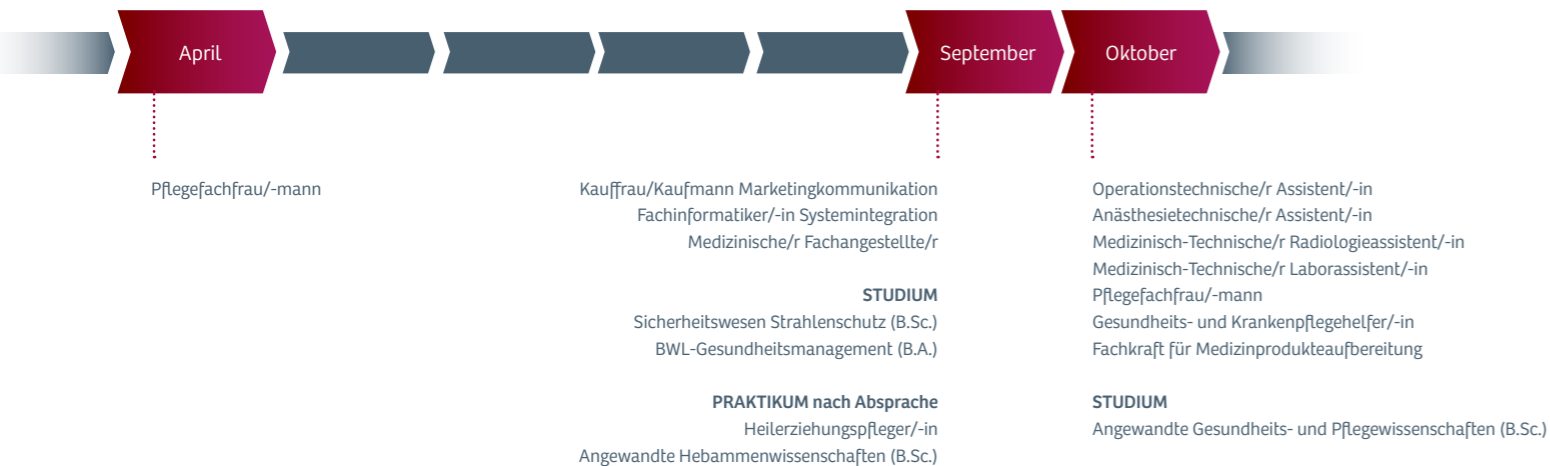 April
September
Oktober
Pflegefachfrau/-mann
Kauffrau/Kaufmann Marketingkommunikation
Fachinformatiker/-in Systemintegration
Medizinische/r Fachangestellte/r
STUDIUM
Sicherheitswesen Strahlenschutz (B.Sc.)
BWL-Gesundheitsmanagement (B.A.)
PRAKTIKUM nach Absprache
Heilerziehungspfleger/-in
Angewandte Hebammenwissenschaften (B.Sc.)
Operationstechnische/r Assistent/-in
Anästhesietechnische/r Assistent/-in
Medizinisch-Technische/r Radiologieassistent/-in
Medizinisch-Technische/r Laborassistent/-in
Pflegefachfrau/-mann
Gesundheits- und Krankenpflegehelfer/-in
Fachkraft für Medizinprodukteaufbereitung
STUDIUM
Angewandte Gesundheits- und Pflegewissenschaften (B.Sc.)